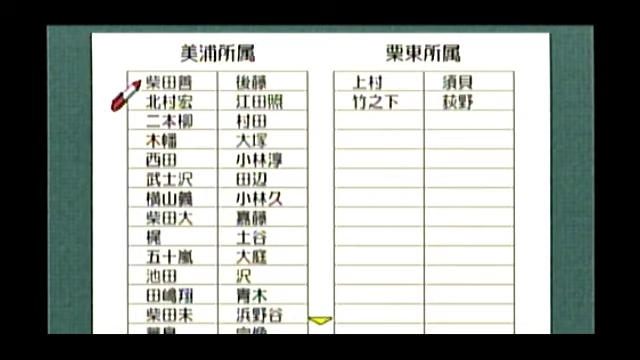 美浦所属 栗東所属
柴田善 後藤 上村 須貝
北村宏 江田照 竹之下 荻野
二本柳 村田
木幡 大塚
西田 小林淳
武士沢 田辺
横山義 小林久
柴田大 嘉藤
梶 土谷
五十嵐 大庭
池田 沢
田嶋翔 青木
柴田未 浜野谷